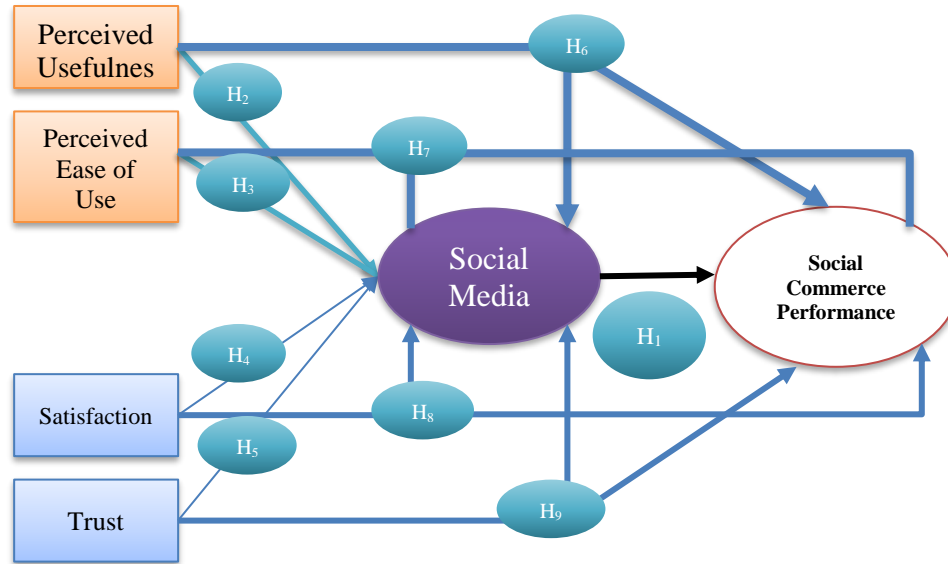 Perceived
Usefulnes
H₆
H₂
Perceived
Ease of
Use
H₇
H₃
Social
Media
Social
Commerce
Performance
H₁
H₄
Satisfaction
H₈
H₅
Trust
H₉